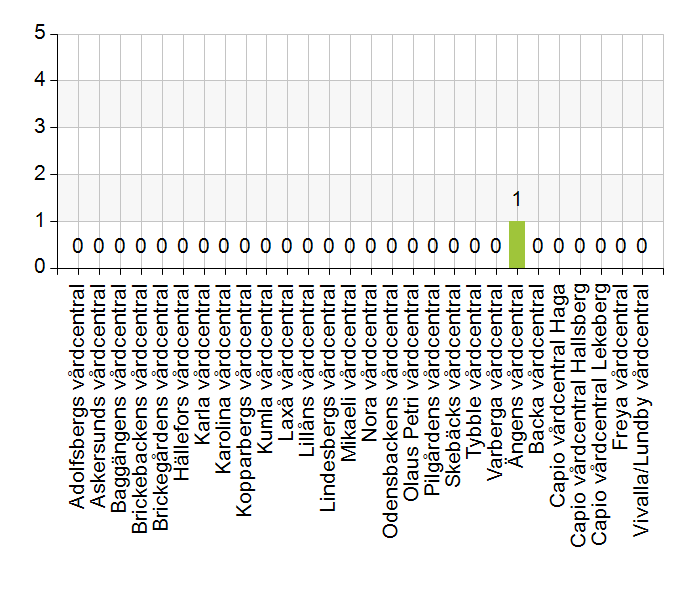 5
4
3
2
1
0
1
0 0 0 0 0 0 0 0 0 0 0 0 0 0 0 0 0 0 0 0 0 0 0 0 0 0 0
Adolfsbergs vårdcentral
Askersunds vårdcentral
Baggängens vårdcentral
Brickebackens vårdcentral
Brickegårdens vårdcentral
Hällefors vårdcentral
Karla vårdcentral
Karolina vårdcentral
Kopparbergs vårdcentral
Kumla vårdcentral
Laxå vårdcentral
Lillåns vårdcentral
Lindesbergs vårdcentral
Mikaeli vårdcentral
Nora vårdcentral
Odensbackens vårdcentral
Olaus Petri vårdcentral
Pilgårdens vårdcentral
Skebäcks vårdcentral
Tybble vårdcentral
Varberga vårdcentral
Ängens vårdcentral
Backa vårdcentral
Capio vårdcentral Haga
Capio vårdcentral Hallsberg
Capio vårdcentral Lekeberg
Freya vårdcentral
Vivalla/Lundby vårdcentral